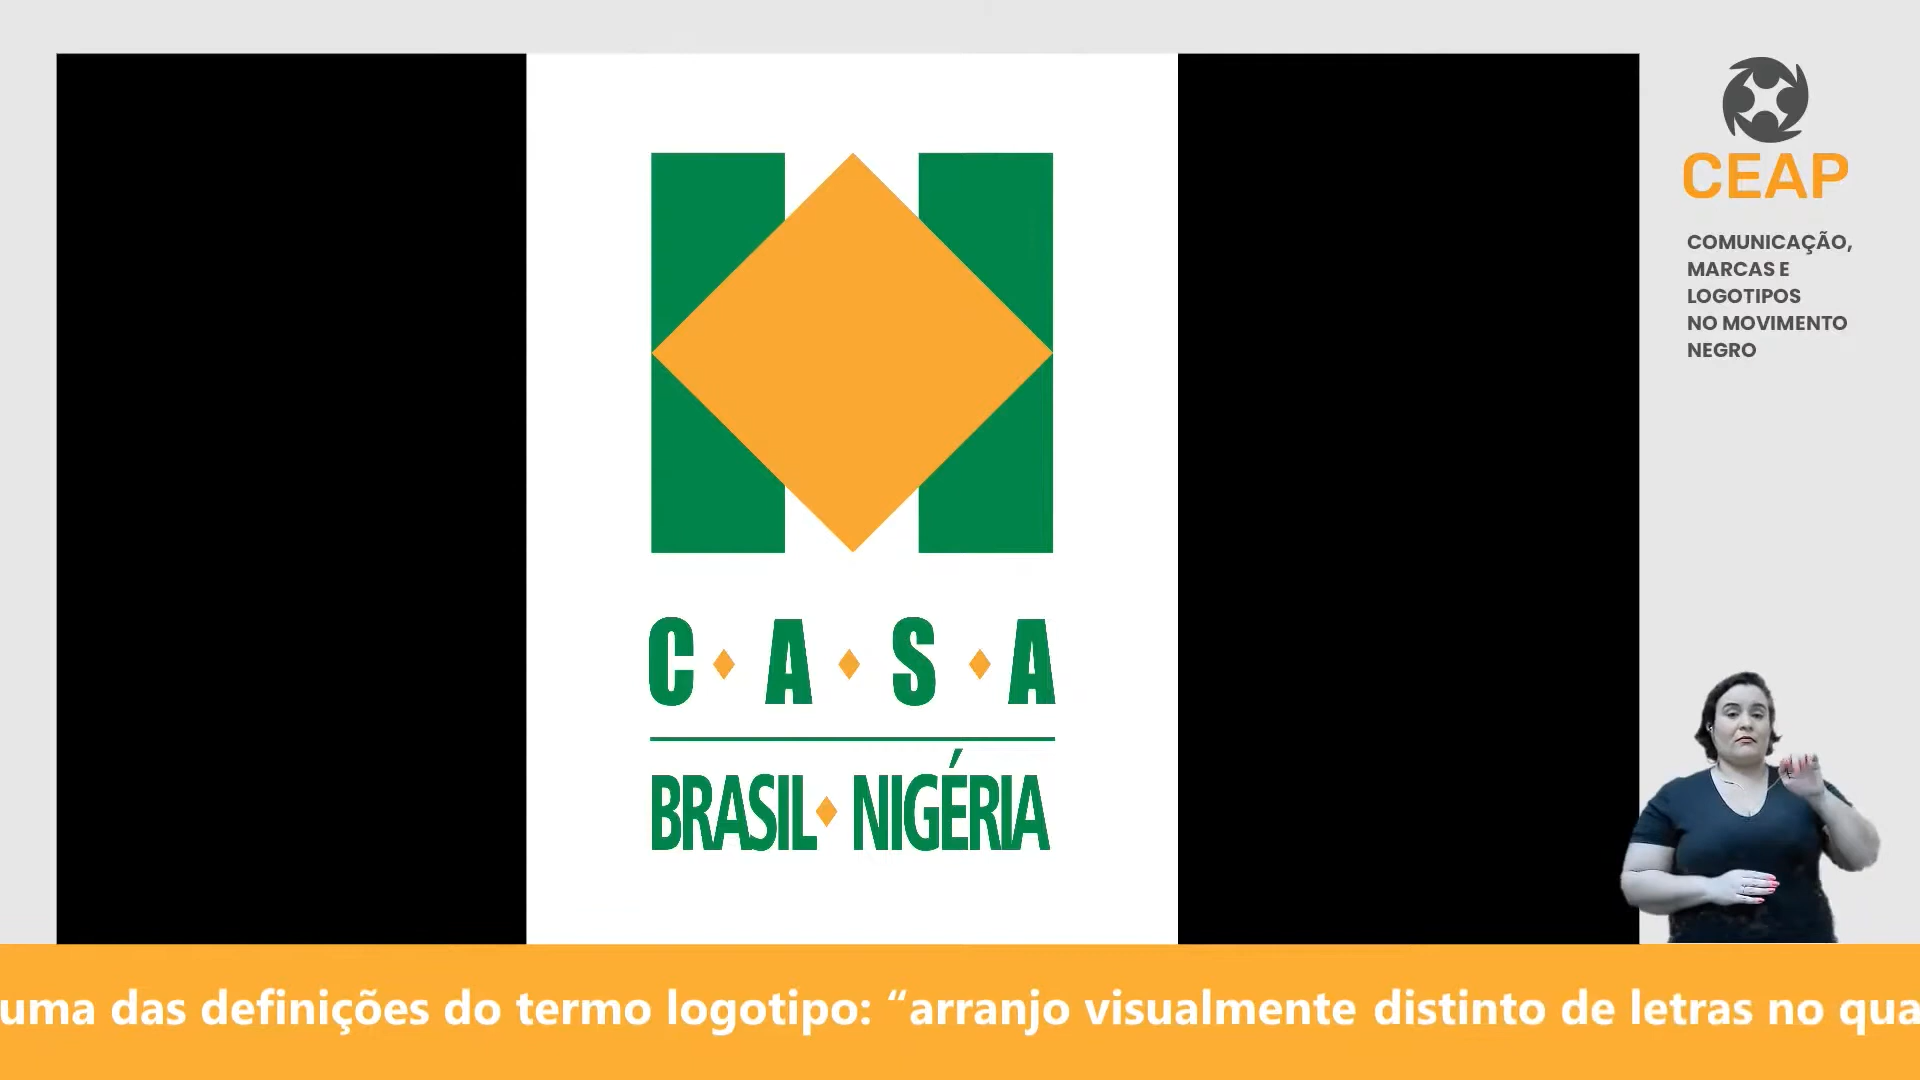 CEAP
COMUNICAÇÃO,
MARCAS E
LOGOTIPOS
NO MOVIMENTO
NEGRO
C A S A
BRASIL NIGÉRIA
uma das definições do termo logotipo: “arranjo visualmente distinto de letras no qua